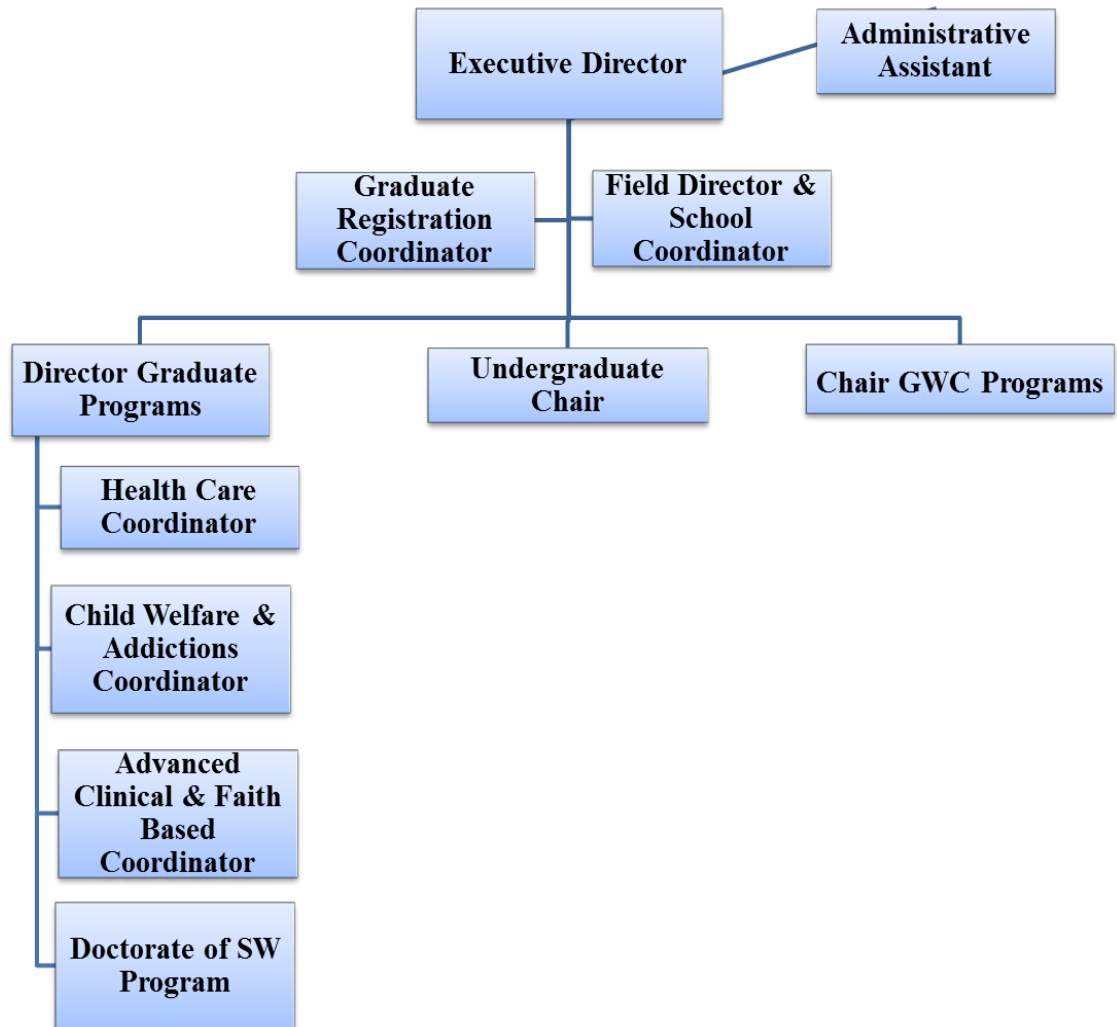 Executive Director
Administrative
Assistant
Graduate
Registration
Coordinator
Field Director &
School
Coordinator
Director Graduate
Programs
Undergraduate
Chair
Chair GWC Programs
Health Care
Coordinator
Child Welfare &
Addictions
Coordinator
Advanced
Clinical & Faith
Based
Coordinator
Doctorate of SW
Program